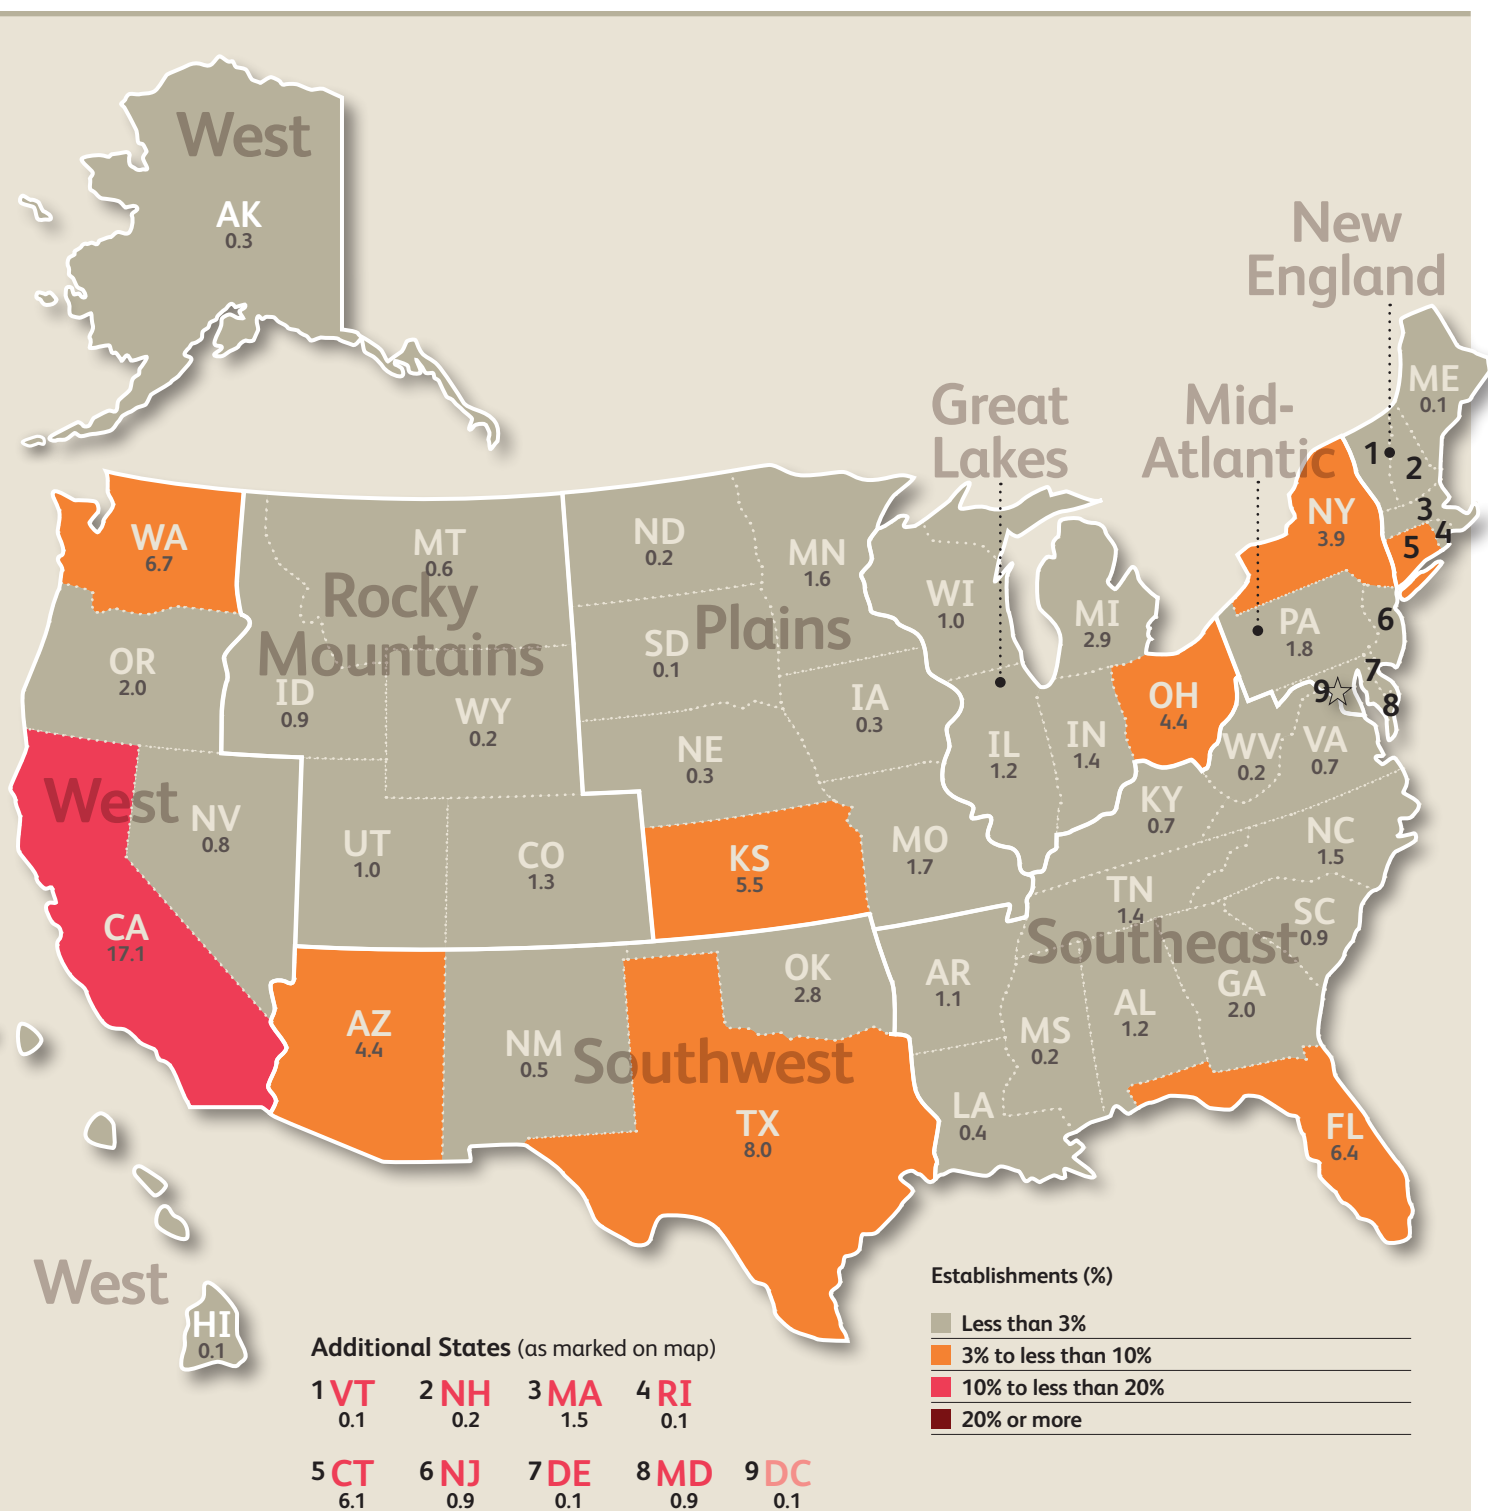 West
AK
0.3
New
England
ME
0.1
Great
Lakes
Mid-
Atlantic
1
2
3
4
5
NY
3.9
WA
6.7
MT
0.6
ND
0.2
MN
1.6
Rocky
Mountains
Plains
WI
1.0
MI
2.9
PA
1.8
6
7
8
9
OR
2.0
ID
0.9
WY
0.2
SD
0.1
IA
0.3
OH
4.4
NE
0.3
IL
1.2
IN
1.4
WV
0.2
VA
0.7
West
NV
0.8
UT
1.0
CO
1.3
KS
5.5
MO
1.7
KY
0.7
NC
1.5
TN
1.4
SC
0.9
Southeast
CA
17.1
AZ
4.4
NM
0.5
OK
2.8
AR
1.1
MS
0.2
AL
1.2
GA
2.0
Southwest
TX
8.0
LA
0.4
FL
6.4
West
HI
0.1
Establishments (%)
Less than 3%
3% to less than 10%
10% to less than 20%
20% or more
Additional States (as marked on map)
1 VT 2 NH 3 MA 4 RI
0.1 0.2 1.5 0.1
5 CT 6 NJ 7 DE 8 MD 9 DC
6.1 0.9 0.1 0.9 0.1